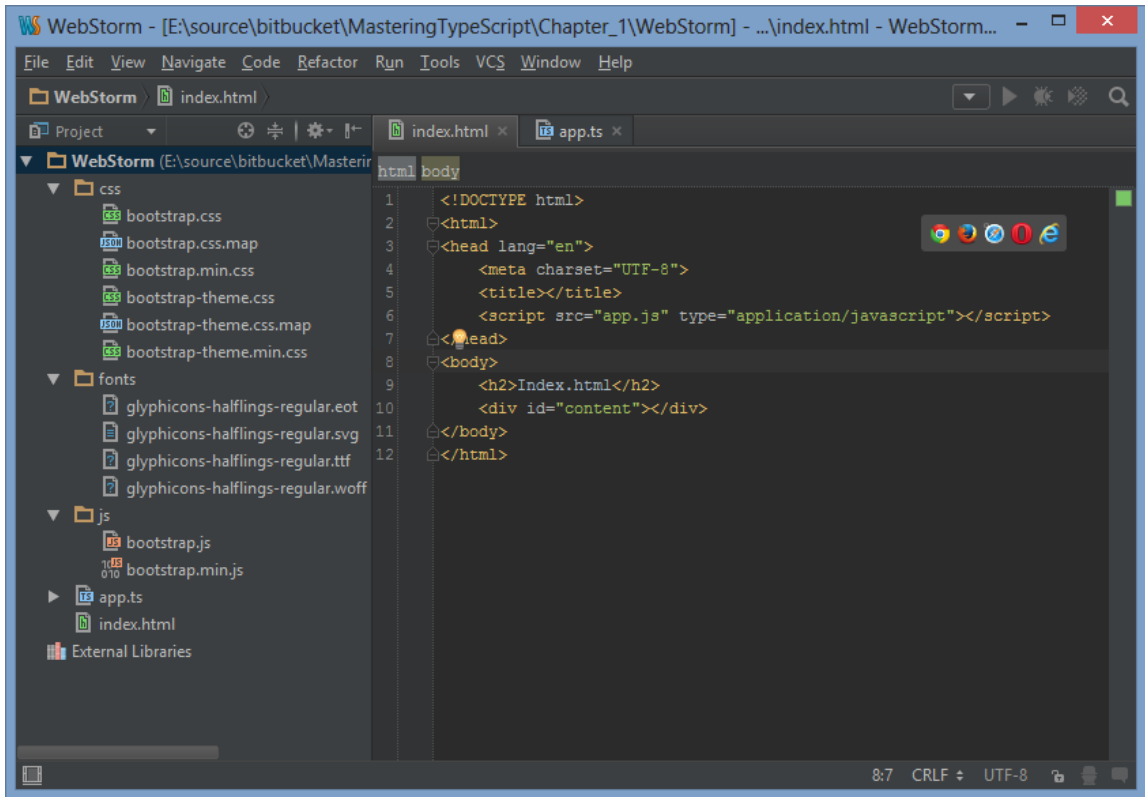 WebStorm - [E:\source\bitbucket\MasteringTypeScript\Chapter_1\WebStorm] - ...\index.html - WebStorm...
File Edit View Navigate Code Refactor Run Tools VCS Window Help
WebStorm index.html
Project
index.html app.ts
WebStorm (E:\source\bitbucket\Masterin
css
bootstrap.css
bootstrap.css.map
bootstrap.min.css
bootstrap-theme.css
bootstrap-theme.css.map
bootstrap-theme.min.css
fonts
glyphicons-halflings-regular.eot
glyphicons-halflings-regular.svg
glyphicons-halflings-regular.ttf
glyphicons-halflings-regular.woff
js
bootstrap.js
bootstrap.min.js
app.ts
index.html
External Libraries
html body
1 <!DOCTYPE html>
2 <html>
3 <head lang="en">
4 <meta charset="UTF-8">
5 <title></title>
6 <script src="app.js" type="application/javascript"></script>
7 </head>
8 <body>
9 <h2>Index.html</h2>
10 <div id="content"></div>
11 </body>
12 </html>
8:7 CRLF UTF-8